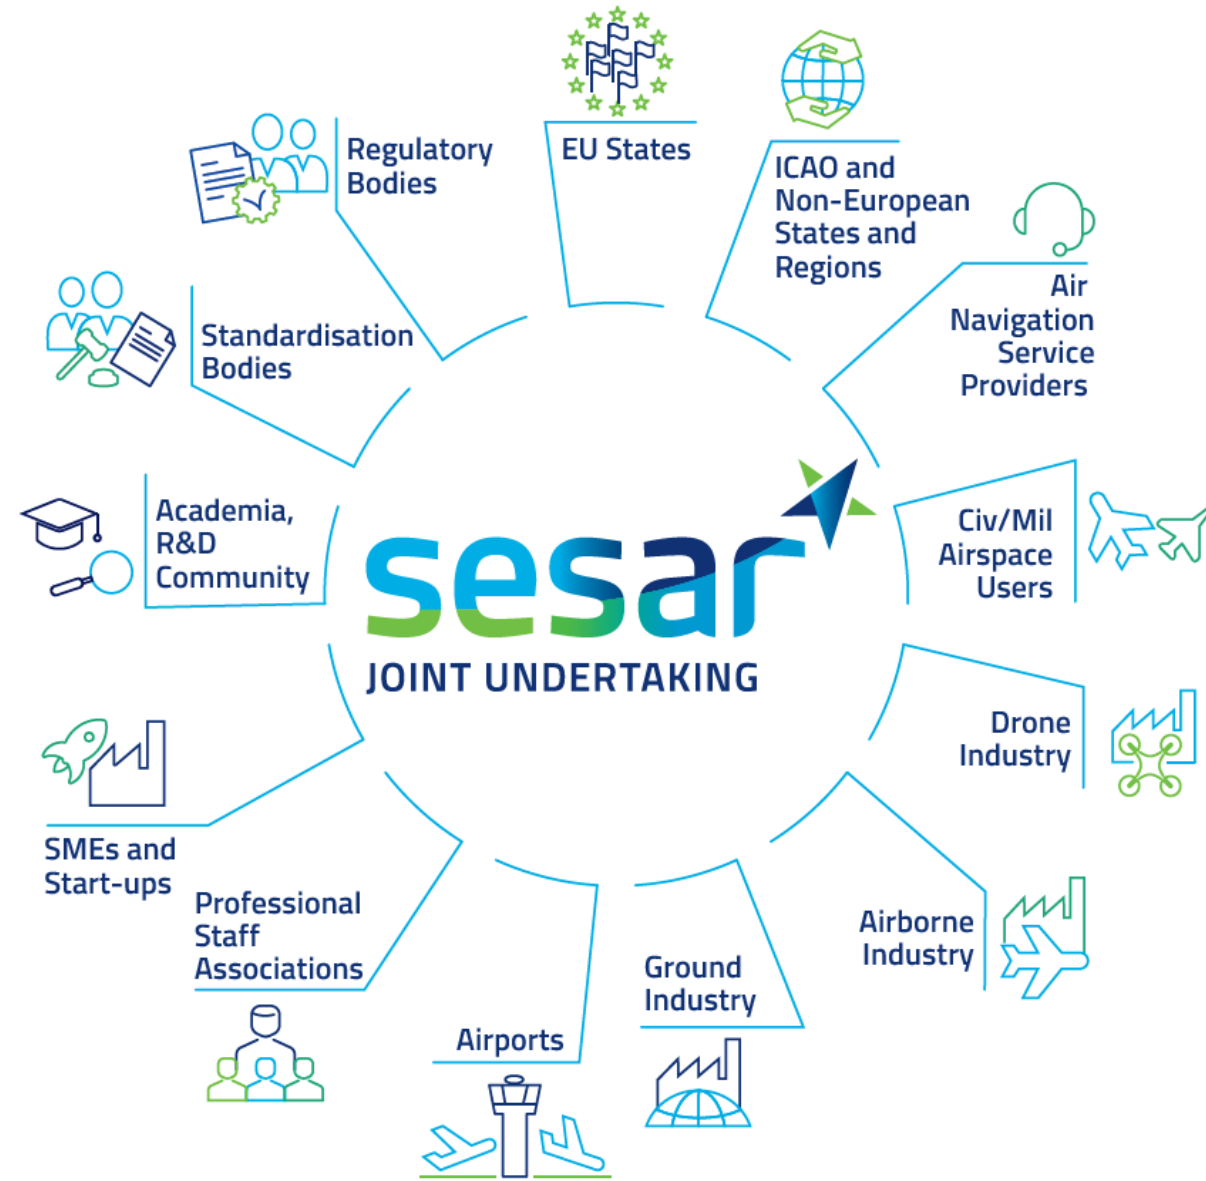 EU States
ICAO and
Non-European
States and
Regions
Air
Navigation
Service
Providers
Civ/Mil
Airspace
Users
Drone
Industry
Airborne
Industry
Ground
Industry
Airports
Professional
Staff
Associations
SMEs and
Start-ups
Academia,
R&D
Community
Standardisation
Bodies
Regulatory
Bodies
sesar
JOINT UNDERTAKING